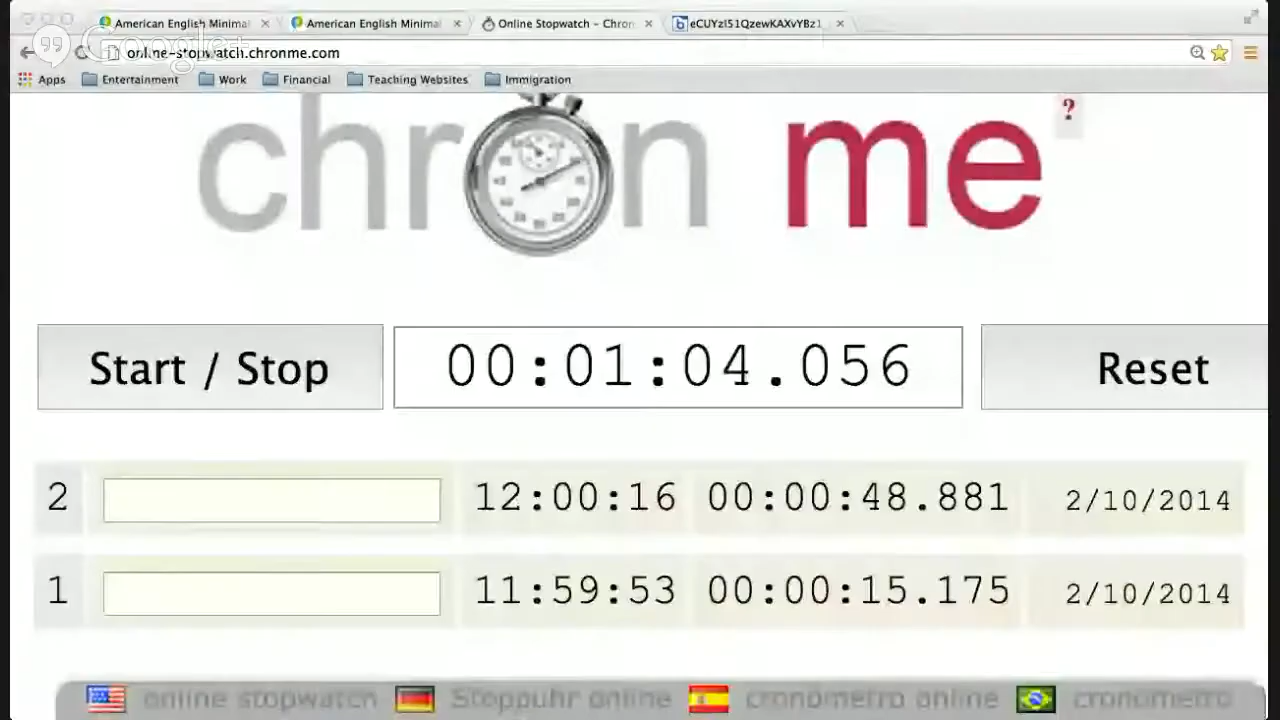 American English Minimal
American English Minimal
Online Stopwatch – Chron
eCUYzI51QzewKAXvYBz1
Google+
online-stopwatch.chronme.com
Apps
Entertainment
Work
Financial
Teaching Websites
Immigration
chron me
?
Start / Stop
00:01:04.056
Reset
2 12:00:16 00:00:48.881 2/10/2014
1 11:59:53 00:00:15.175 2/10/2014
online stopwatch
Stoppuhr online
cronómetro online
cronômetro